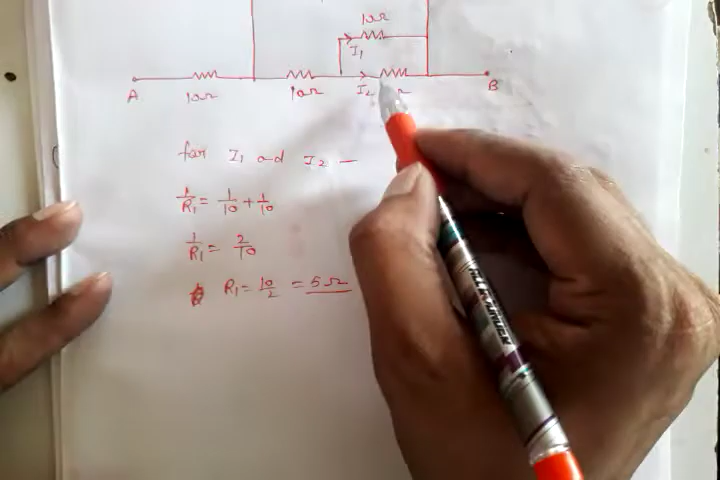 10Ω
I₁
A 10Ω 10Ω I₂ Ω B
for I₁ and I₂ —
1/R₁ = 1/10 + 1/10
1/R₁ = 2/10
R₁ = 10/2 = 5Ω